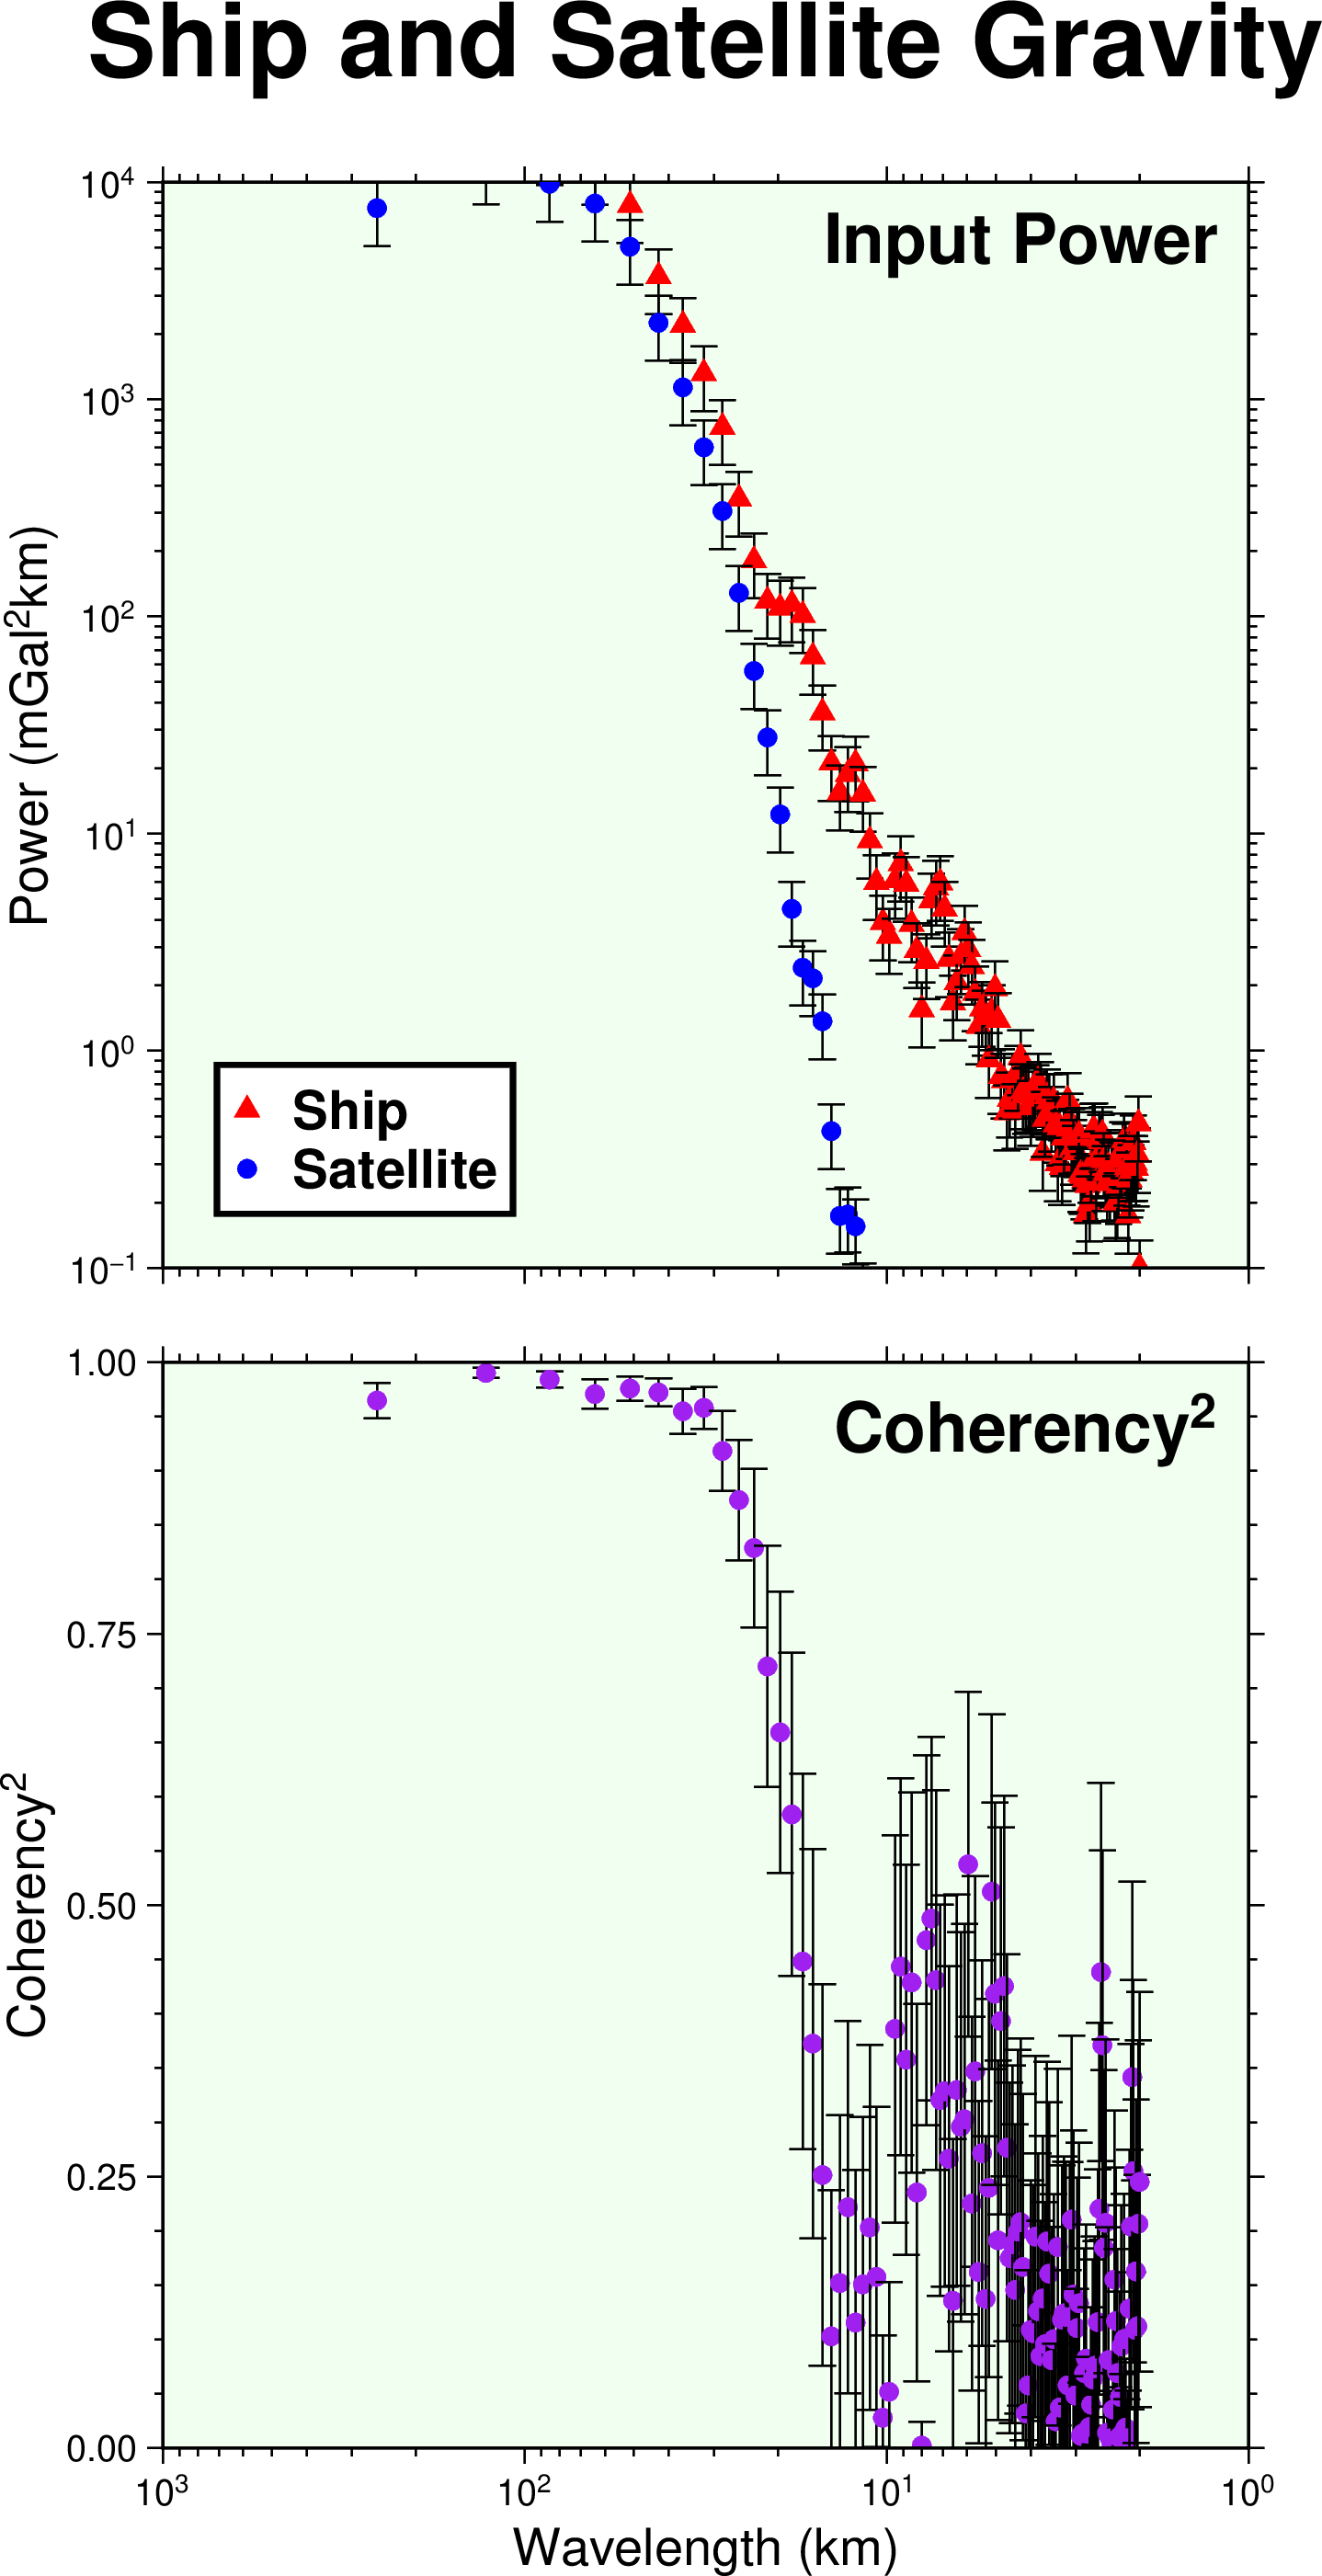 Ship and Satellite Gravity
10⁴
Input Power
10³
10²
Power (mGal²km)
10¹
10⁰
Ship
Satellite
10⁻¹
1.00
Coherency²
0.75
0.50
Coherency²
0.25
0.00
10³ 10² 10¹ 10⁰
Wavelength (km)